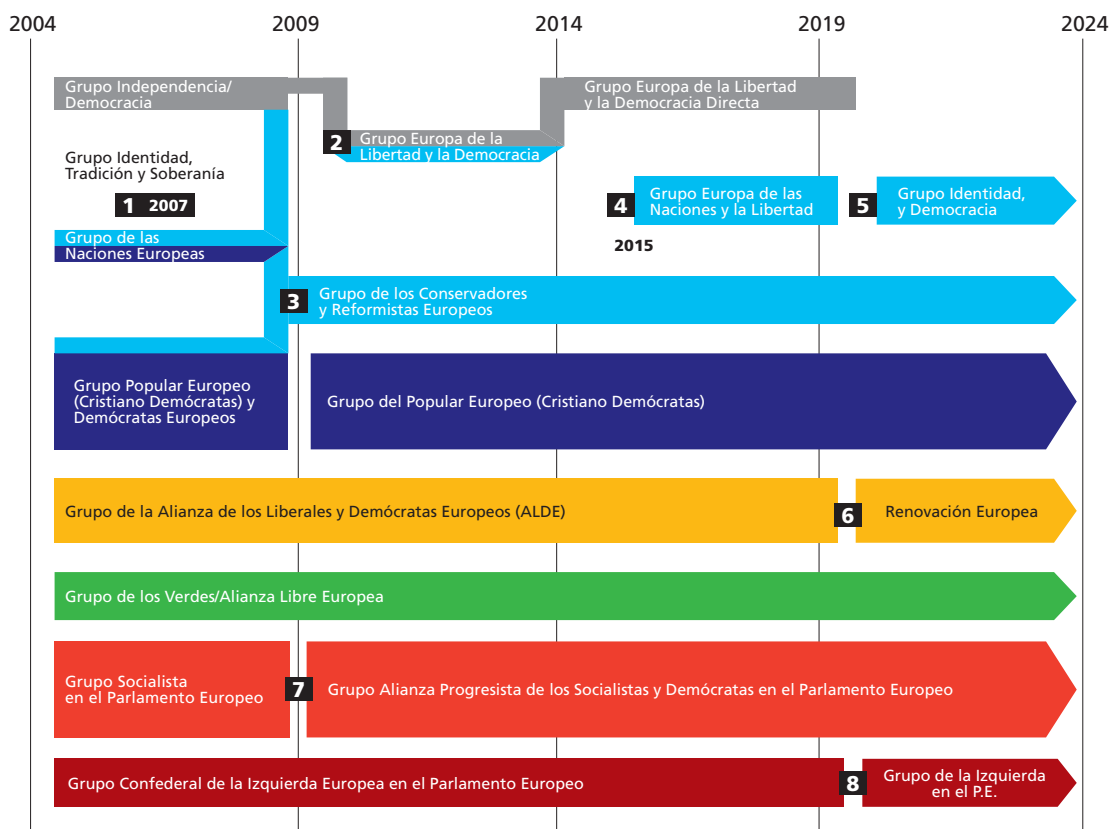 2004 2009 2014 2019 2024
Grupo Independencia/
Democracia
Grupo Europa de la Libertad
y la Democracia Directa
2
Grupo Europa de la
Libertad y la Democracia
Grupo Identidad,
Tradición y Soberanía
1 2007
4
Grupo Europa de las
Naciones y la Libertad
2015
5
Grupo Identidad,
y Democracia
Grupo de las
Naciones Europeas
3
Grupo de los Conservadores
y Reformistas Europeos
Grupo Popular Europeo
(Cristiano Demócratas) y
Demócratas Europeos
Grupo del Popular Europeo (Cristiano Demócratas)
Grupo de la Alianza de los Liberales y Demócratas Europeos (ALDE)
6
Renovación Europea
Grupo de los Verdes/Alianza Libre Europea
Grupo Socialista
en el Parlamento Europeo
7
Grupo Alianza Progresista de los Socialistas y Demócratas en el Parlamento Europeo
Grupo Confederal de la Izquierda Europea en el Parlamento Europeo
8
Grupo de la Izquierda
en el P.E.